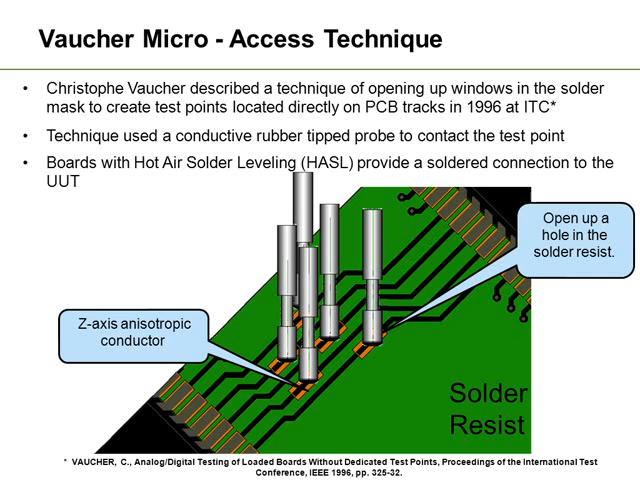 Vaucher Micro - Access Technique
• Christophe Vaucher described a technique of opening up windows in the solder
mask to create test points located directly on PCB tracks in 1996 at ITC*
• Technique used a conductive rubber tipped probe to contact the test point
• Boards with Hot Air Solder Leveling (HASL) provide a soldered connection to the
UUT
Open up a
hole in the
solder resist.
Z-axis anisotropic
conductor
Solder
Resist
* VAUCHER, C., Analog/Digital Testing of Loaded Boards Without Dedicated Test Points, Proceedings of the International Test
Conference, IEEE 1996, pp. 325-32.